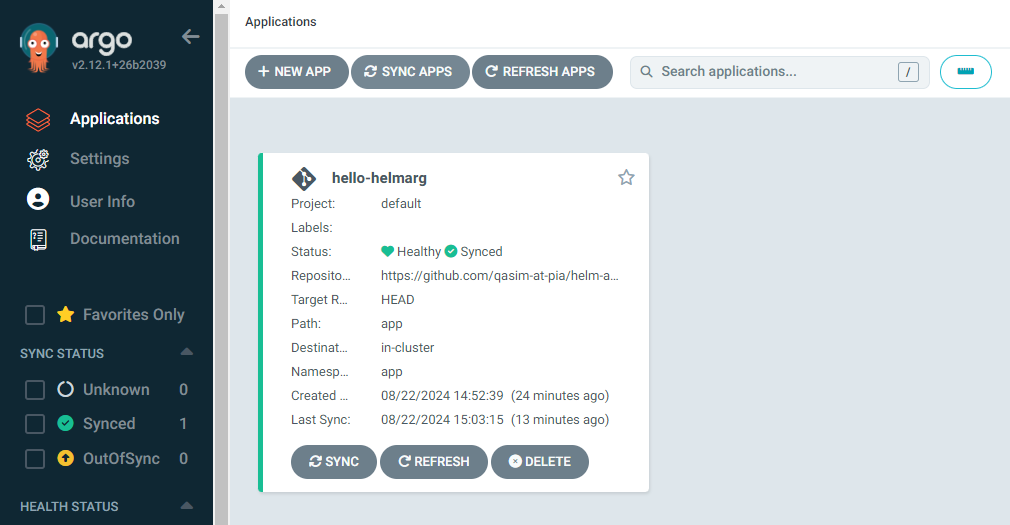 argo
v2.12.1+26b2039
Applications
Settings
User Info
Documentation
Favorites Only
SYNC STATUS
Unknown 0
Synced 1
OutOfSync 0
HEALTH STATUS
Applications
NEW APP SYNC APPS REFRESH APPS Search applications... /
hello-helmarg
Project: default
Labels:
Status: Healthy Synced
Reposito... https://github.com/qasim-at-pia/helm-a...
Target R... HEAD
Path: app
Destinat... in-cluster
Namesp... app
Created ... 08/22/2024 14:52:39 (24 minutes ago)
Last Sync: 08/22/2024 15:03:15 (13 minutes ago)
SYNC REFRESH DELETE